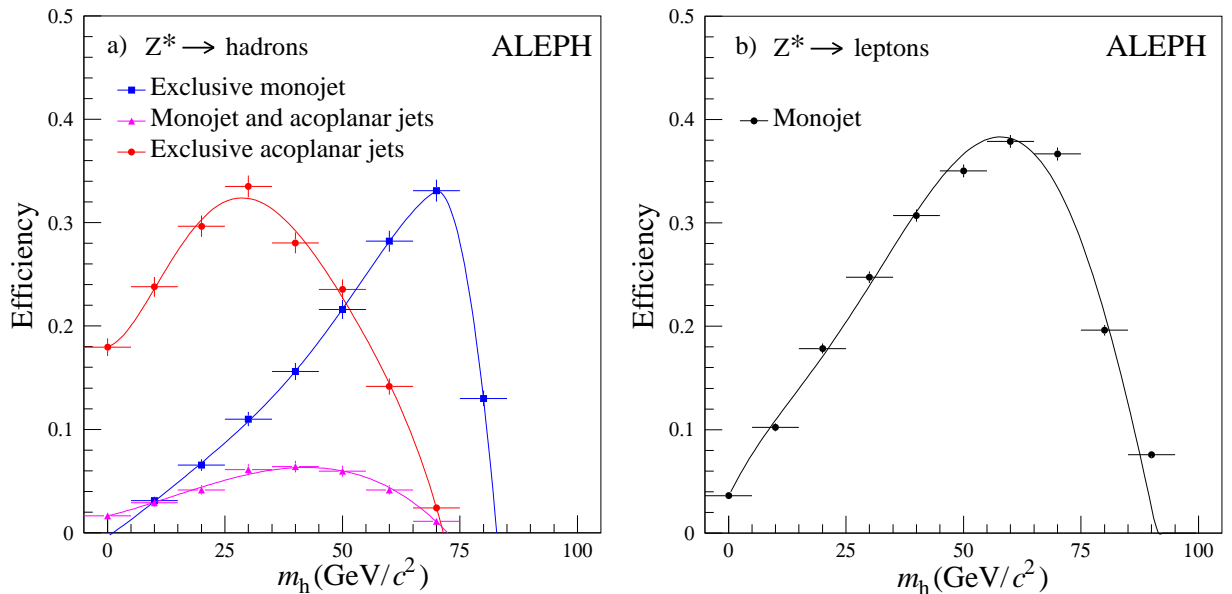 a) Z* → hadrons ALEPH
Exclusive monojet
Monojet and acoplanar jets
Exclusive acoplanar jets
0.5
0.4
0.3
0.2
0.1
0
Efficiency
0 25 50 75 100
m_h (GeV/c²)
b) Z* → leptons ALEPH
Monojet
0.5
0.4
0.3
0.2
0.1
0
Efficiency
0 25 50 75 100
m_h (GeV/c²)